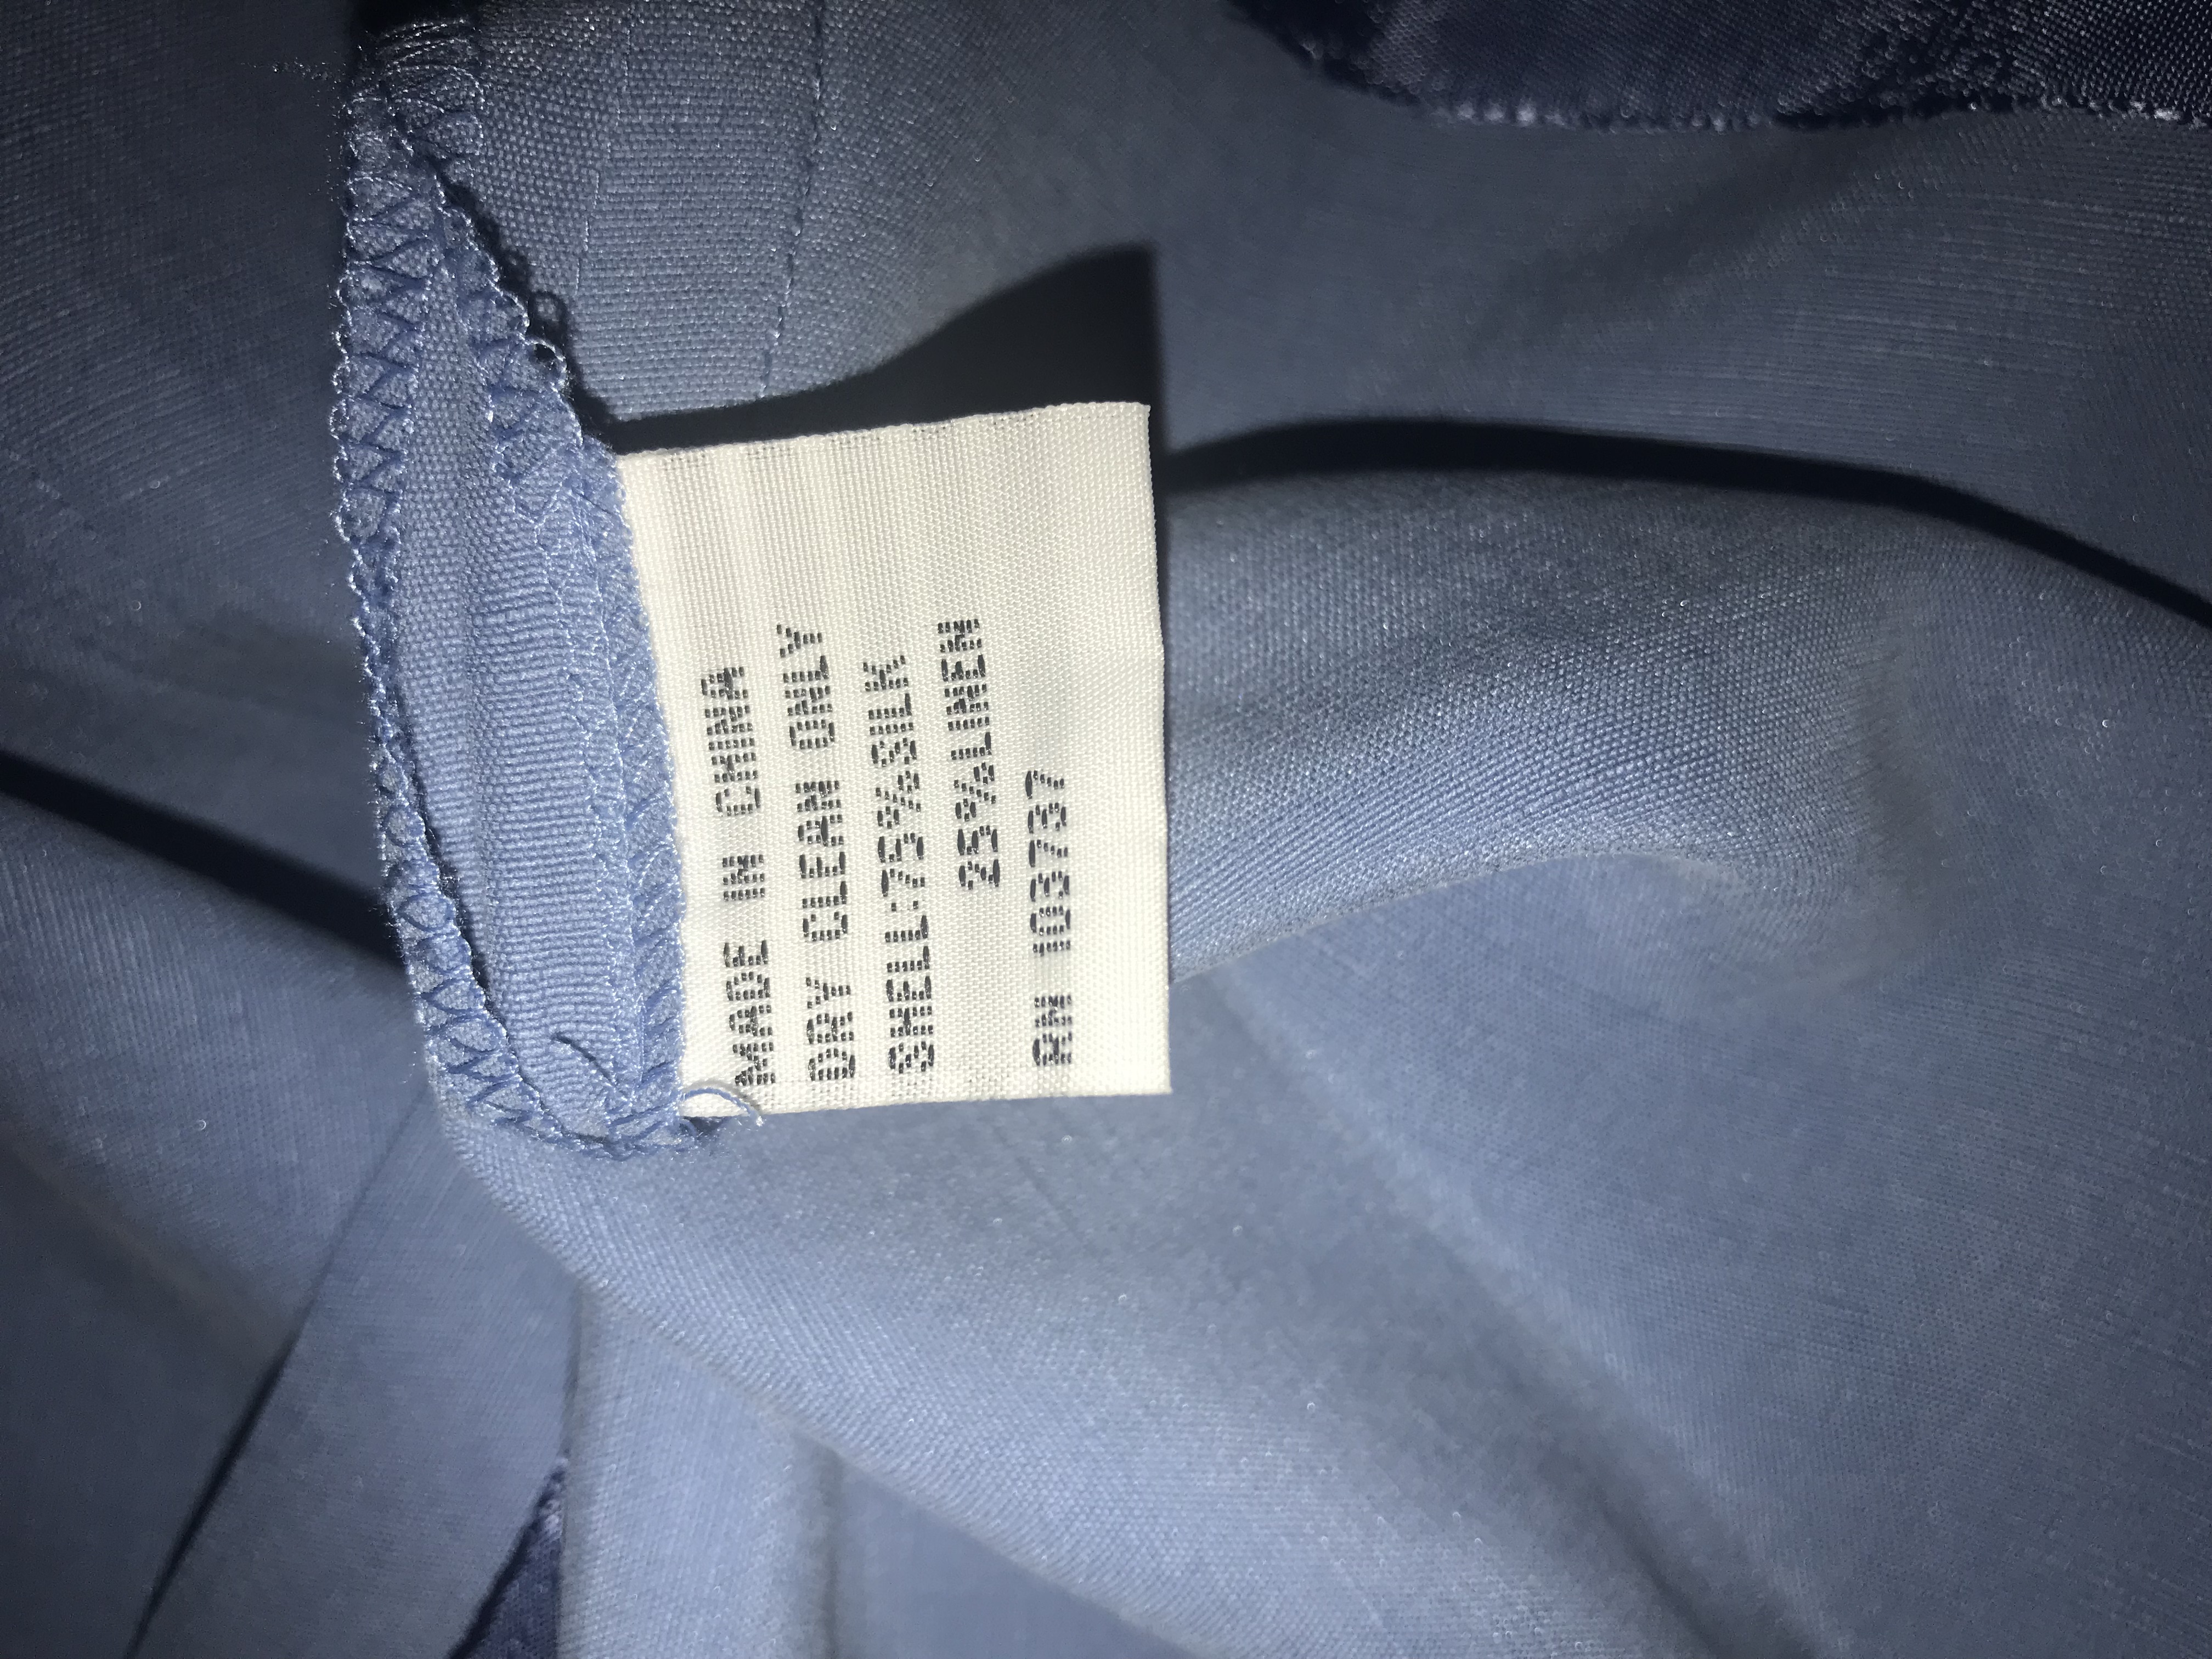 MADE IN CHINA
DRY CLEAN ONLY
SHELL:75%SILK
25%LINEN
RN 103737